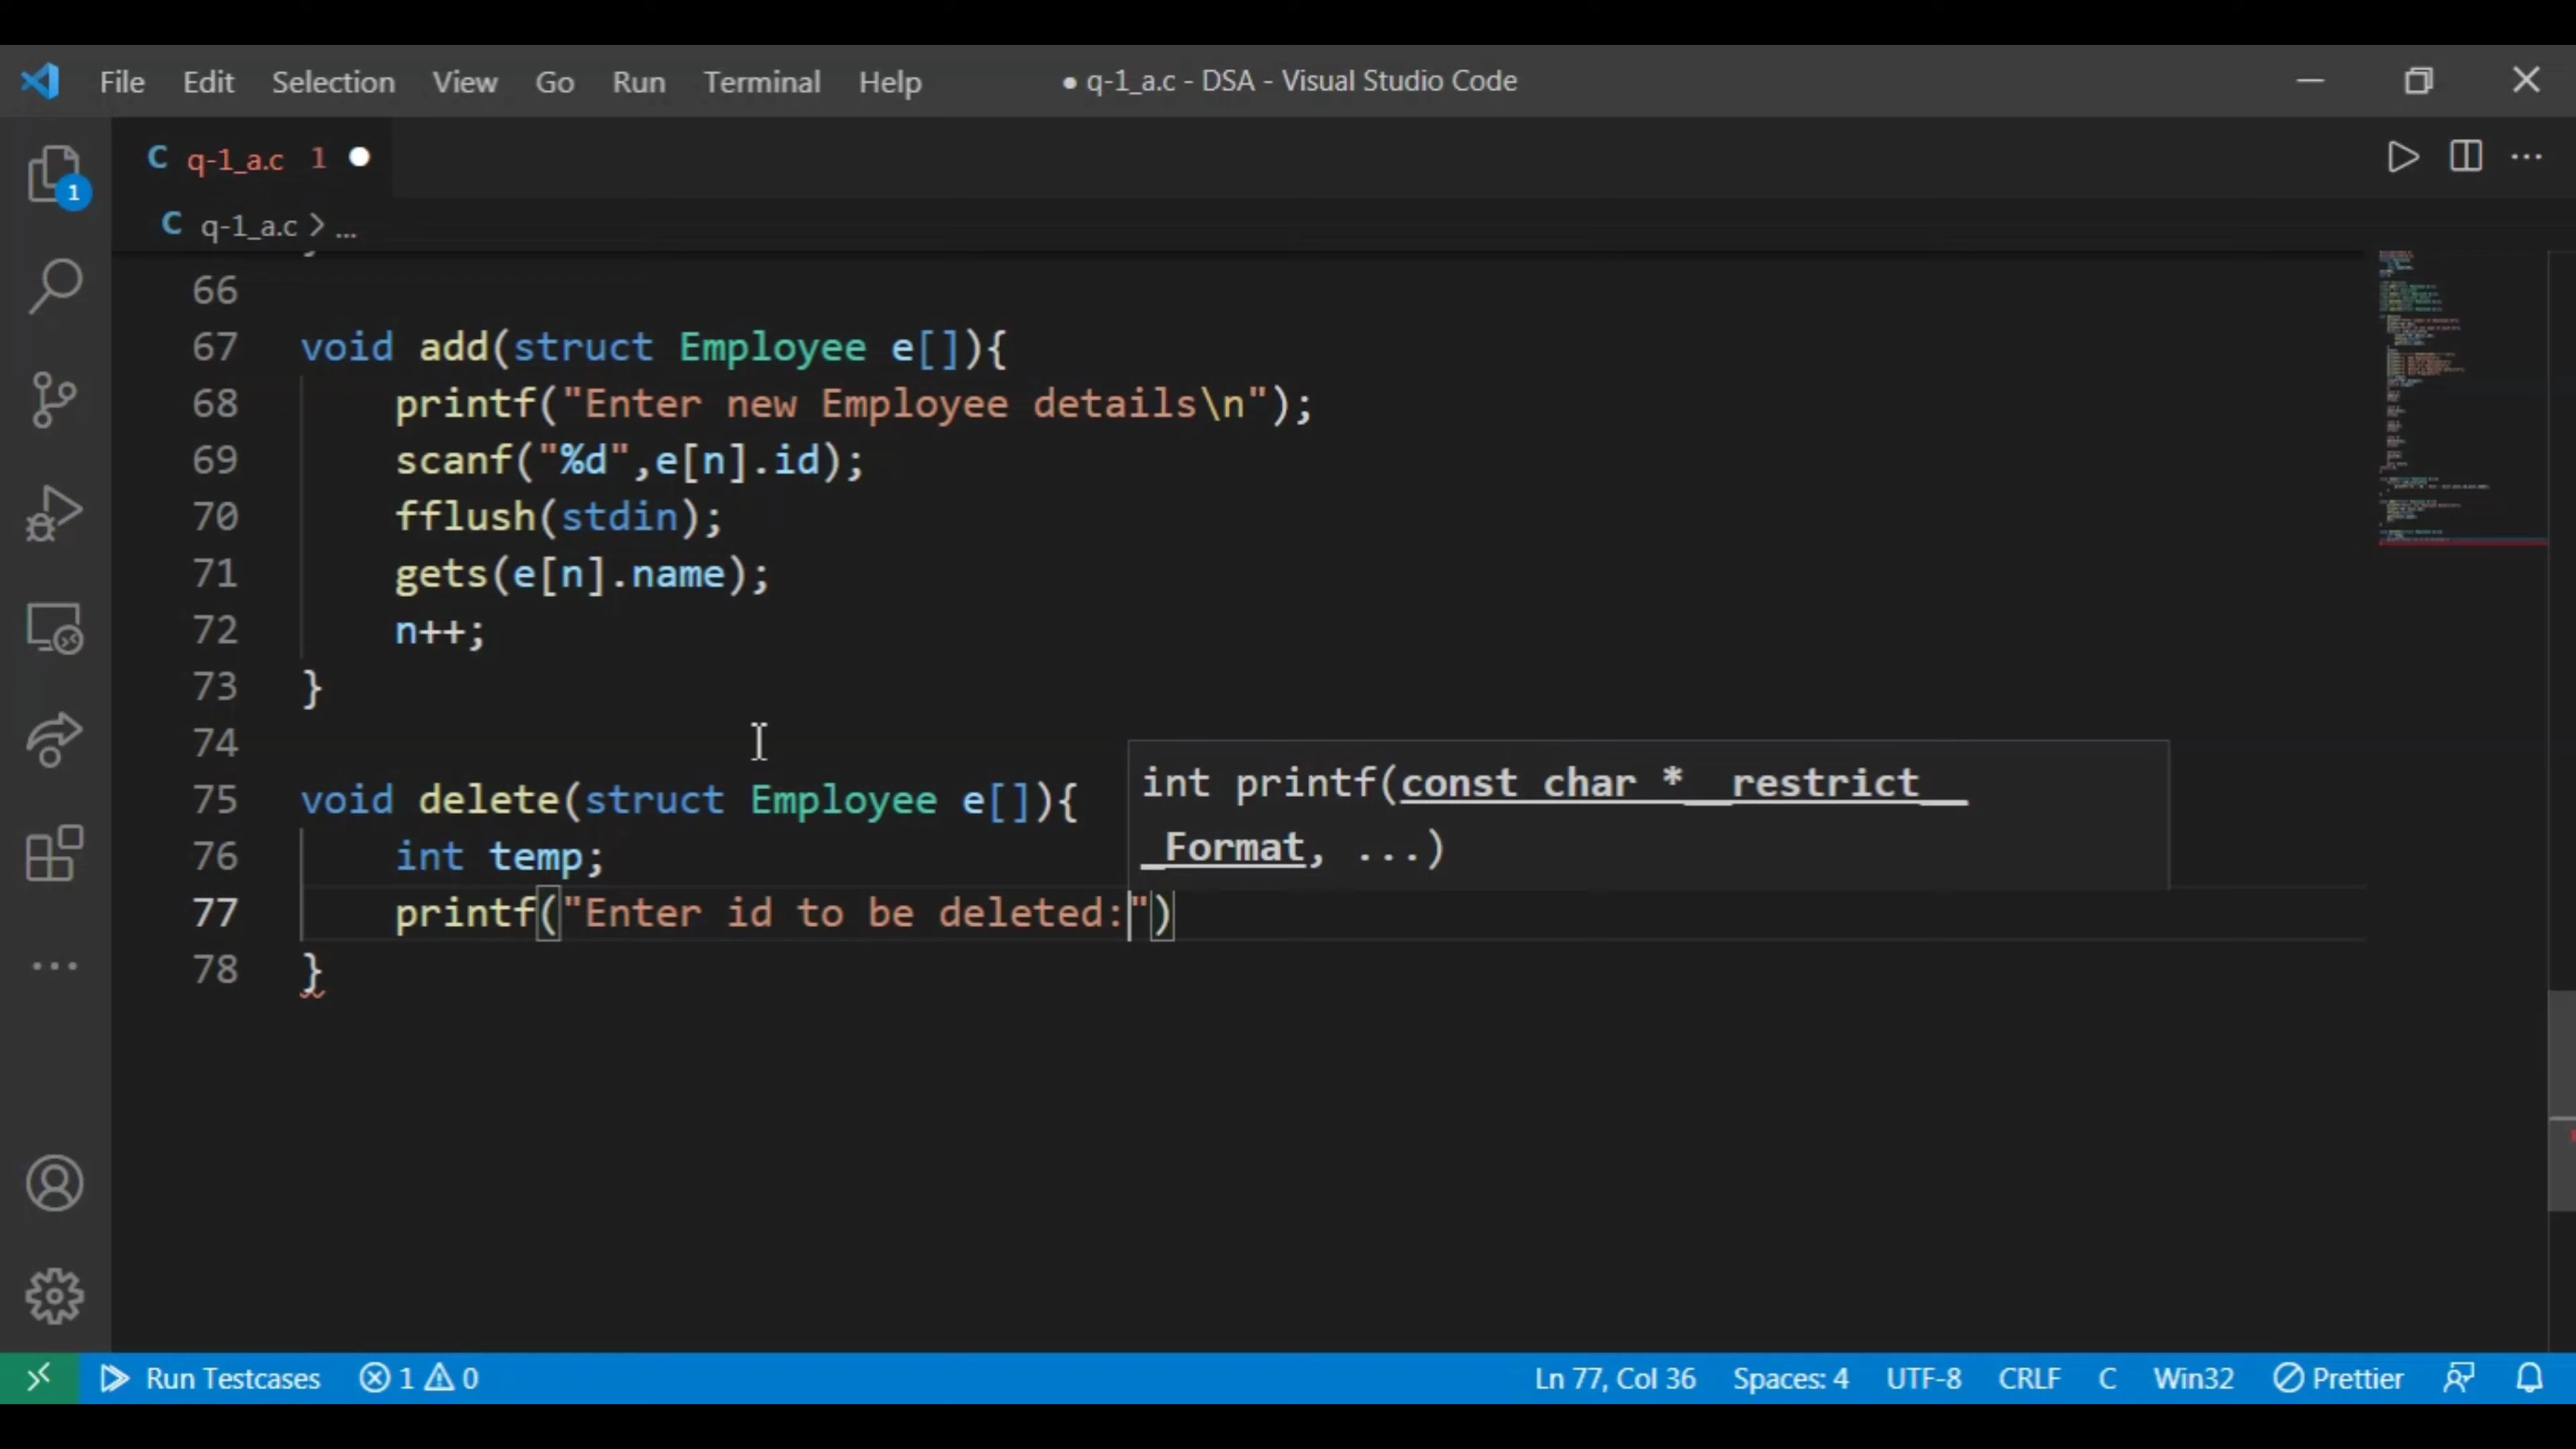 File Edit Selection View Go Run Terminal Help ● q-1_a.c - DSA - Visual Studio Code
C q-1_a.c 1
1
C q-1_a.c > ...
66
67 void add(struct Employee e[]){
68 printf("Enter new Employee details\n");
69 scanf("%d",e[n].id);
70 fflush(stdin);
71 gets(e[n].name);
72 n++;
73 }
74
75 void delete(struct Employee e[]){
76 int temp;
77 printf("Enter id to be deleted:")
78 }
int printf(const char *__restrict__
_Format, ...)
Run Testcases 1 0 Ln 77, Col 36 Spaces: 4 UTF-8 CRLF C Win32 Prettier